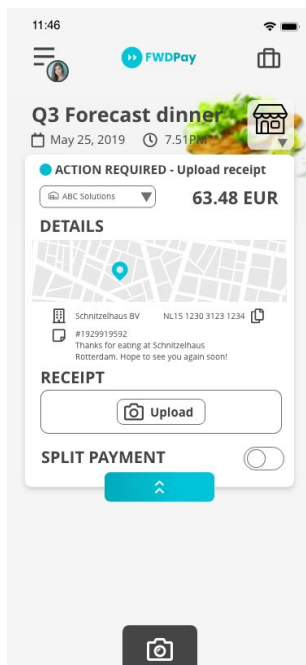 11:46
FWDPay
Q3 Forecast dinner
May 25, 2019 7.51PM
ACTION REQUIRED - Upload receipt
ABC Solutions 63.48 EUR
DETAILS
Schnitzelhaus BV NL15 1230 3123 1234
#1929919592
Thanks for eating at Schnitzelhaus
Rotterdam. Hope to see you again soon!
RECEIPT
Upload
SPLIT PAYMENT